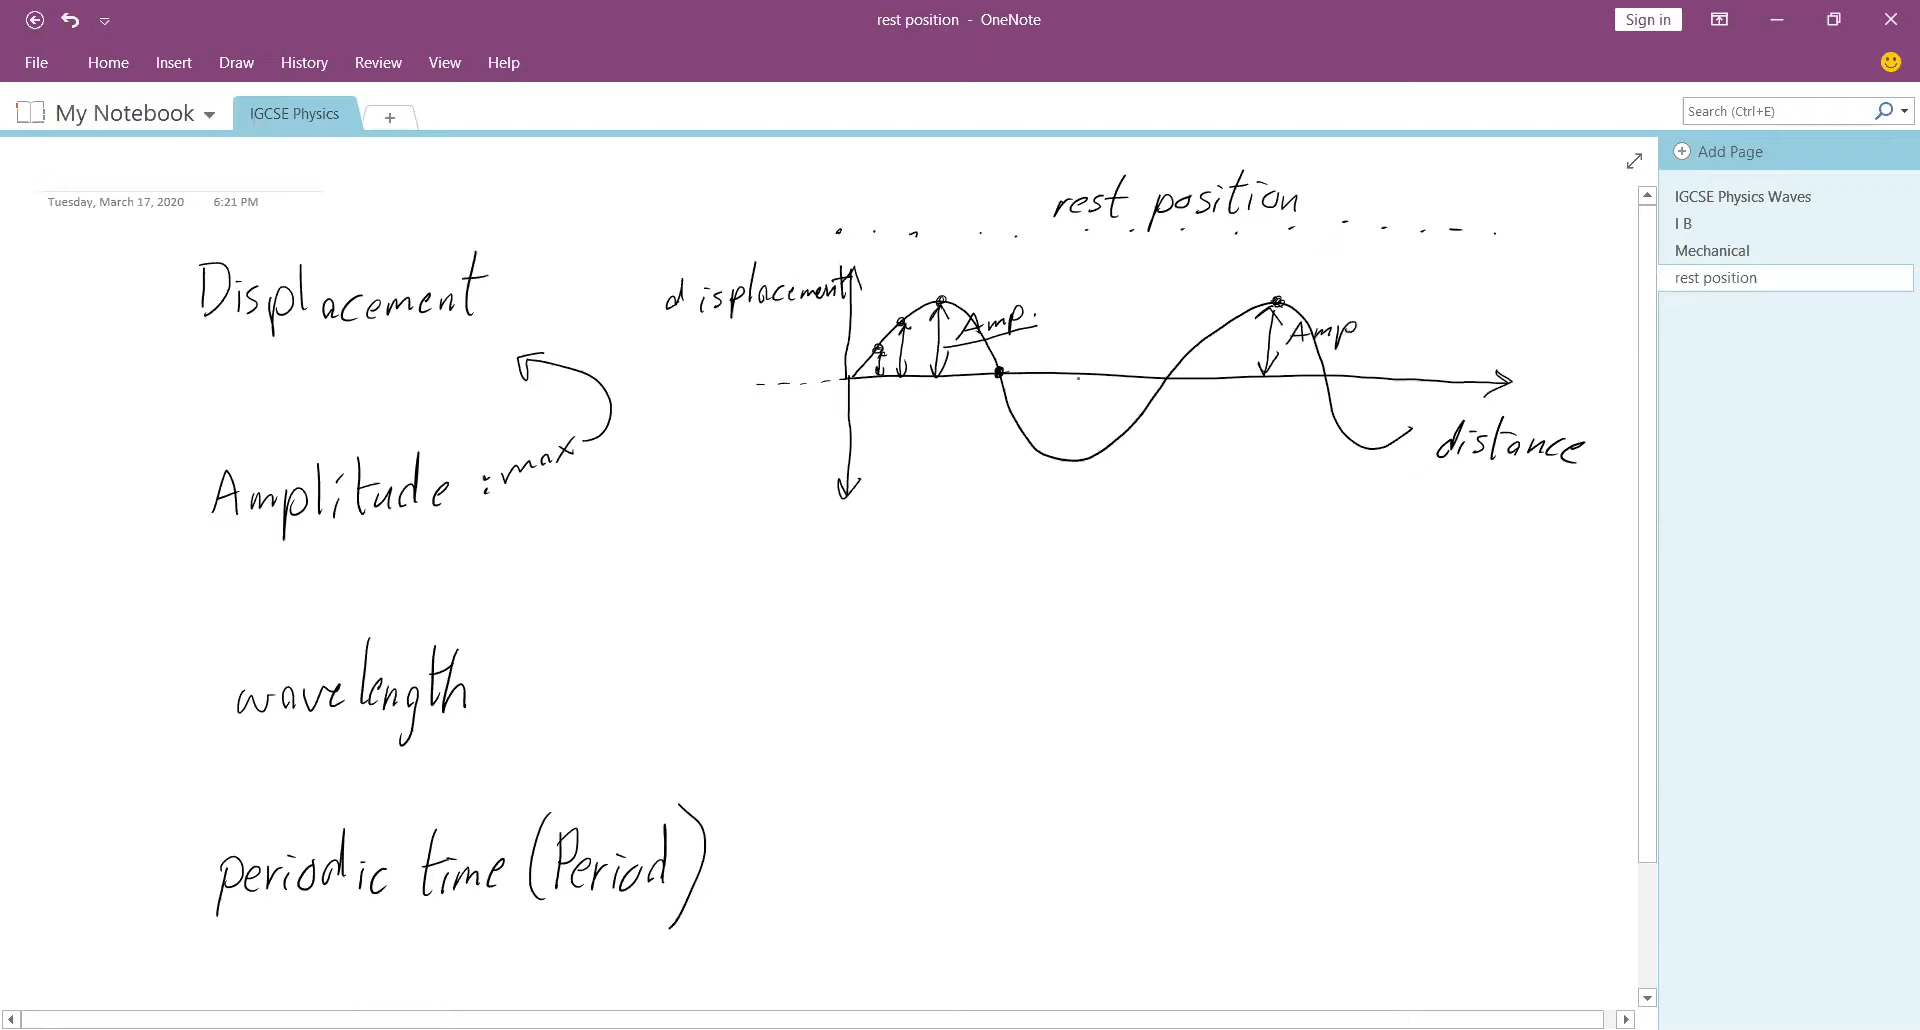 rest position - OneNote
Sign in
File Home Insert Draw History Review View Help
My Notebook
IGCSE Physics
Search (Ctrl+E)
Add Page
IGCSE Physics Waves
I B
Mechanical
rest position
Tuesday, March 17, 2020 6:21 PM
rest position
Displacement
displacement
Amp.
Amp
distance
Amplitude : max
wavelength
periodic time (Period)